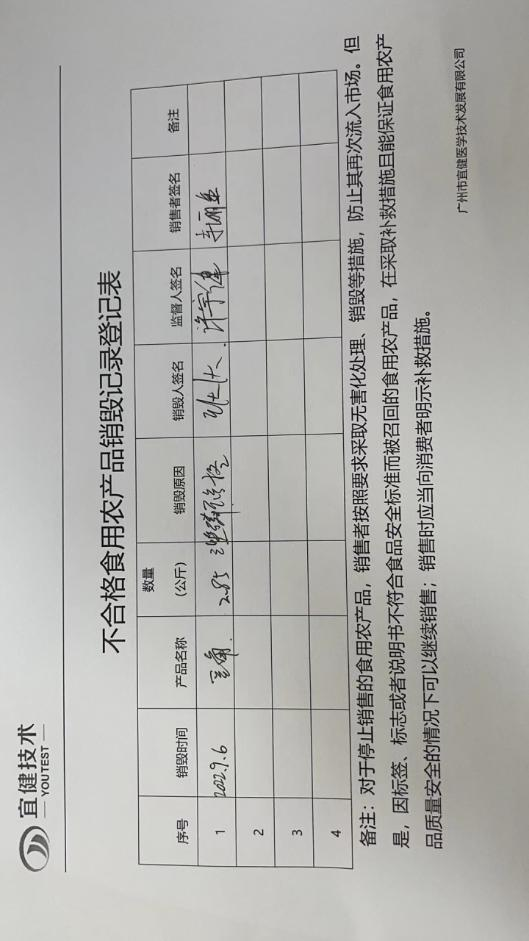 宜健技术
YOUTEST
不合格食用农产品销毁记录登记表
序号 销毁时间 产品名称 数量（公斤） 销毁原因 销毁人签名 监督人签名 销售者签名 备注
1 2022.9.6 豆角. 2.85
2
3
4
备注：对于停止销售的食用农产品，销售者按照要求采取无害化处理、销毁等措施，防止其再次流入市场。但
是，因标签、标志或者说明书不符合食品安全标准而被召回的食用农产品，在采取补救措施且能保证食用农产
品质量安全的情况下可以继续销售；销售时应当向消费者明示补救措施。
广州市宜健医学技术发展有限公司